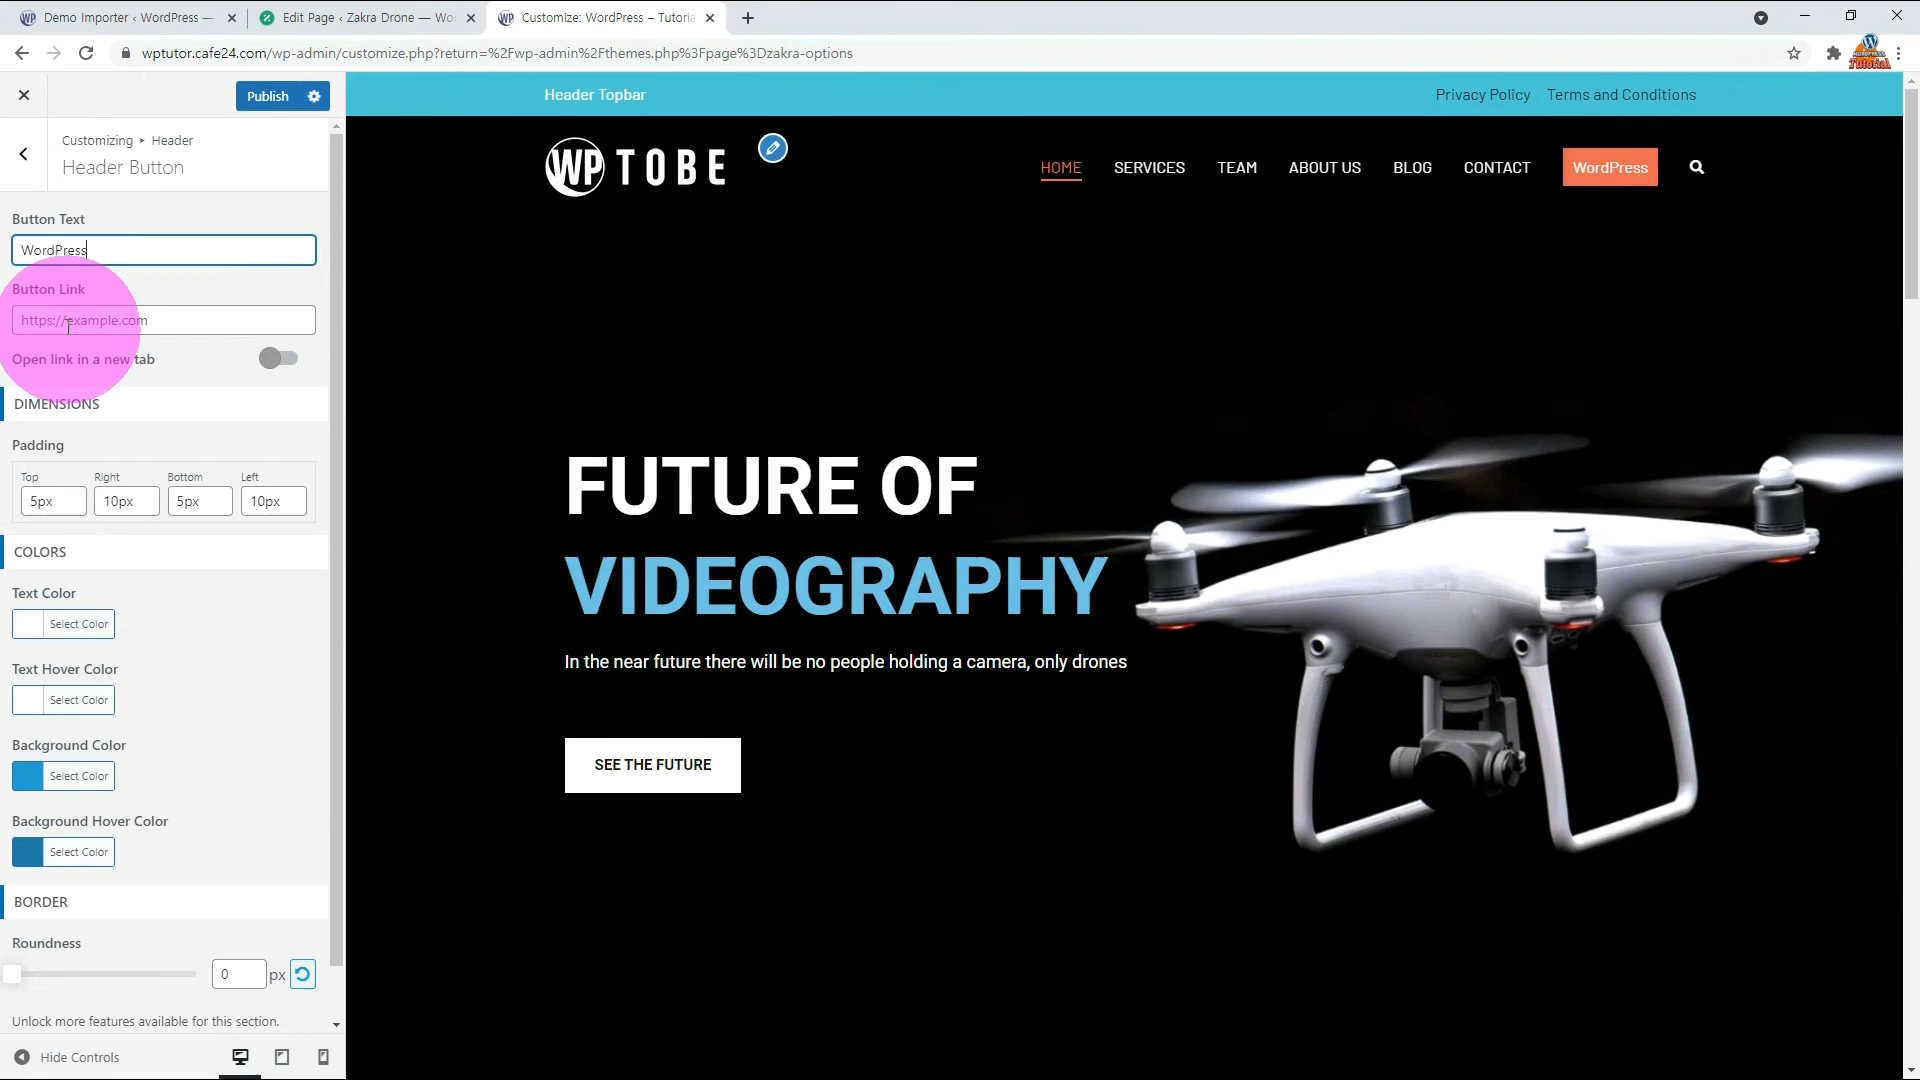 Demo Importer ‹ WordPress —
Edit Page ‹ Zakra Drone — Wor
Customize: WordPress – Tutoria
wptutor.cafe24.com/wp-admin/customize.php?return=%2Fwp-admin%2Fthemes.php%3Fpage%3Dzakra-options
Publish
Customizing ▸ Header
Header Button
Button Text
WordPress
Button Link
https://example.com
Open link in a new tab
DIMENSIONS
Padding
Top Right Bottom Left
5px 10px 5px 10px
COLORS
Text Color
Select Color
Text Hover Color
Select Color
Background Color
Select Color
Background Hover Color
Select Color
BORDER
Roundness
0 px
Unlock more features available for this section.
Hide Controls
Header Topbar
Privacy Policy Terms and Conditions
WP TOBE
HOME SERVICES TEAM ABOUT US BLOG CONTACT WordPress
FUTURE OF
VIDEOGRAPHY
In the near future there will be no people holding a camera, only drones
SEE THE FUTURE